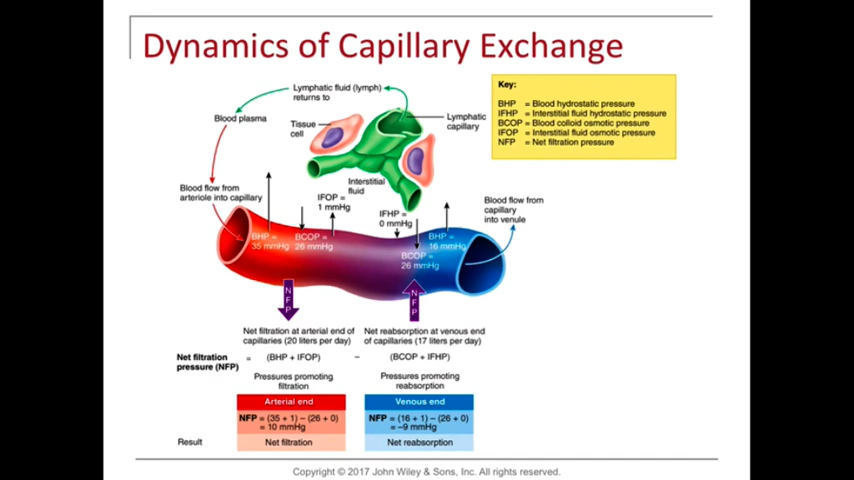 Dynamics of Capillary Exchange
Lymphatic fluid (lymph)
returns to
Blood plasma
Tissue
cell
Lymphatic
capillary
Key:
BHP = Blood hydrostatic pressure
IFHP = Interstitial fluid hydrostatic pressure
BCOP = Blood colloid osmotic pressure
IFOP = Interstitial fluid osmotic pressure
NFP = Net filtration pressure
Blood flow from
arteriole into capillary
Interstitial
fluid
IFOP =
1 mmHg
IFHP =
0 mmHg
Blood flow from
capillary
into venule
BHP =
35 mmHg
BCOP =
26 mmHg
BHP =
16 mmHg
BCOP =
26 mmHg
NFP
NFP
Net filtration at arterial end of
capillaries (20 liters per day)
Net reabsorption at venous end
of capillaries (17 liters per day)
Net filtration
pressure (NFP)
= (BHP + IFOP) – (BCOP + IFHP)
Pressures promoting
filtration
Pressures promoting
reabsorption
Arterial end
Venous end
NFP = (35 + 1) – (26 + 0)
= 10 mmHg
NFP = (16 + 1) – (26 + 0)
= –9 mmHg
Result
Net filtration
Net reabsorption
Copyright © 2017 John Wiley & Sons, Inc. All rights reserved.